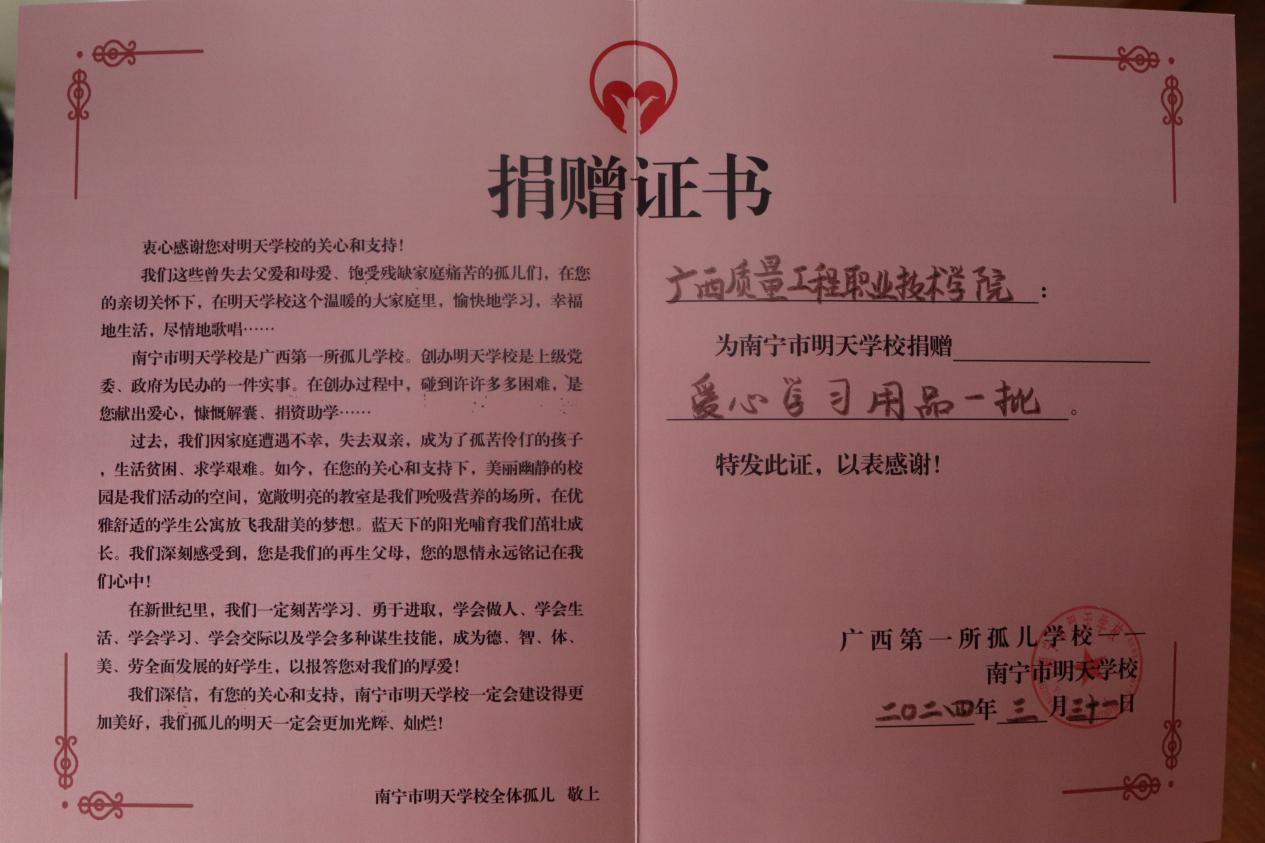 捐赠证书
衷心感谢您对明天学校的关心和支持！
我们这些曾失去父爱和母爱、饱受残缺家庭痛苦的孤儿们，在您
的亲切关怀下，在明天学校这个温暖的大家庭里，愉快地学习，幸福
地生活，尽情地歌唱……
南宁市明天学校是广西第一所孤儿学校。创办明天学校是上级党
委、政府为民办的一件实事。在创办过程中，碰到许许多多困难，是
您献出爱心，慷慨解囊、捐资助学……
过去，我们因家庭遭遇不幸，失去双亲，成为了孤苦伶仃的孩子
，生活贫困、求学艰难。如今，在您的关心和支持下，美丽幽静的校
园是我们活动的空间，宽敞明亮的教室是我们吮吸营养的场所，在优
雅舒适的学生公寓放飞我甜美的梦想。蓝天下的阳光哺育我们茁壮成
长。我们深刻感受到，您是我们的再生父母，您的恩情永远铭记在我
们心中！
在新世纪里，我们一定刻苦学习、勇于进取，学会做人、学会生
活、学会学习、学会交际以及学会多种谋生技能，成为德、智、体、
美、劳全面发展的好学生，以报答您对我们的厚爱！
我们深信，有您的关心和支持，南宁市明天学校一定会建设得更
加美好，我们孤儿的明天一定会更加光辉、灿烂！
南宁市明天学校全体孤儿 敬上
广西质量工程职业技术学院：
为南宁市明天学校捐赠
爱心学习用品一批。
特发此证，以表感谢！
广西第一所孤儿学校——
南宁市明天学校
二〇二四年三月三十一日